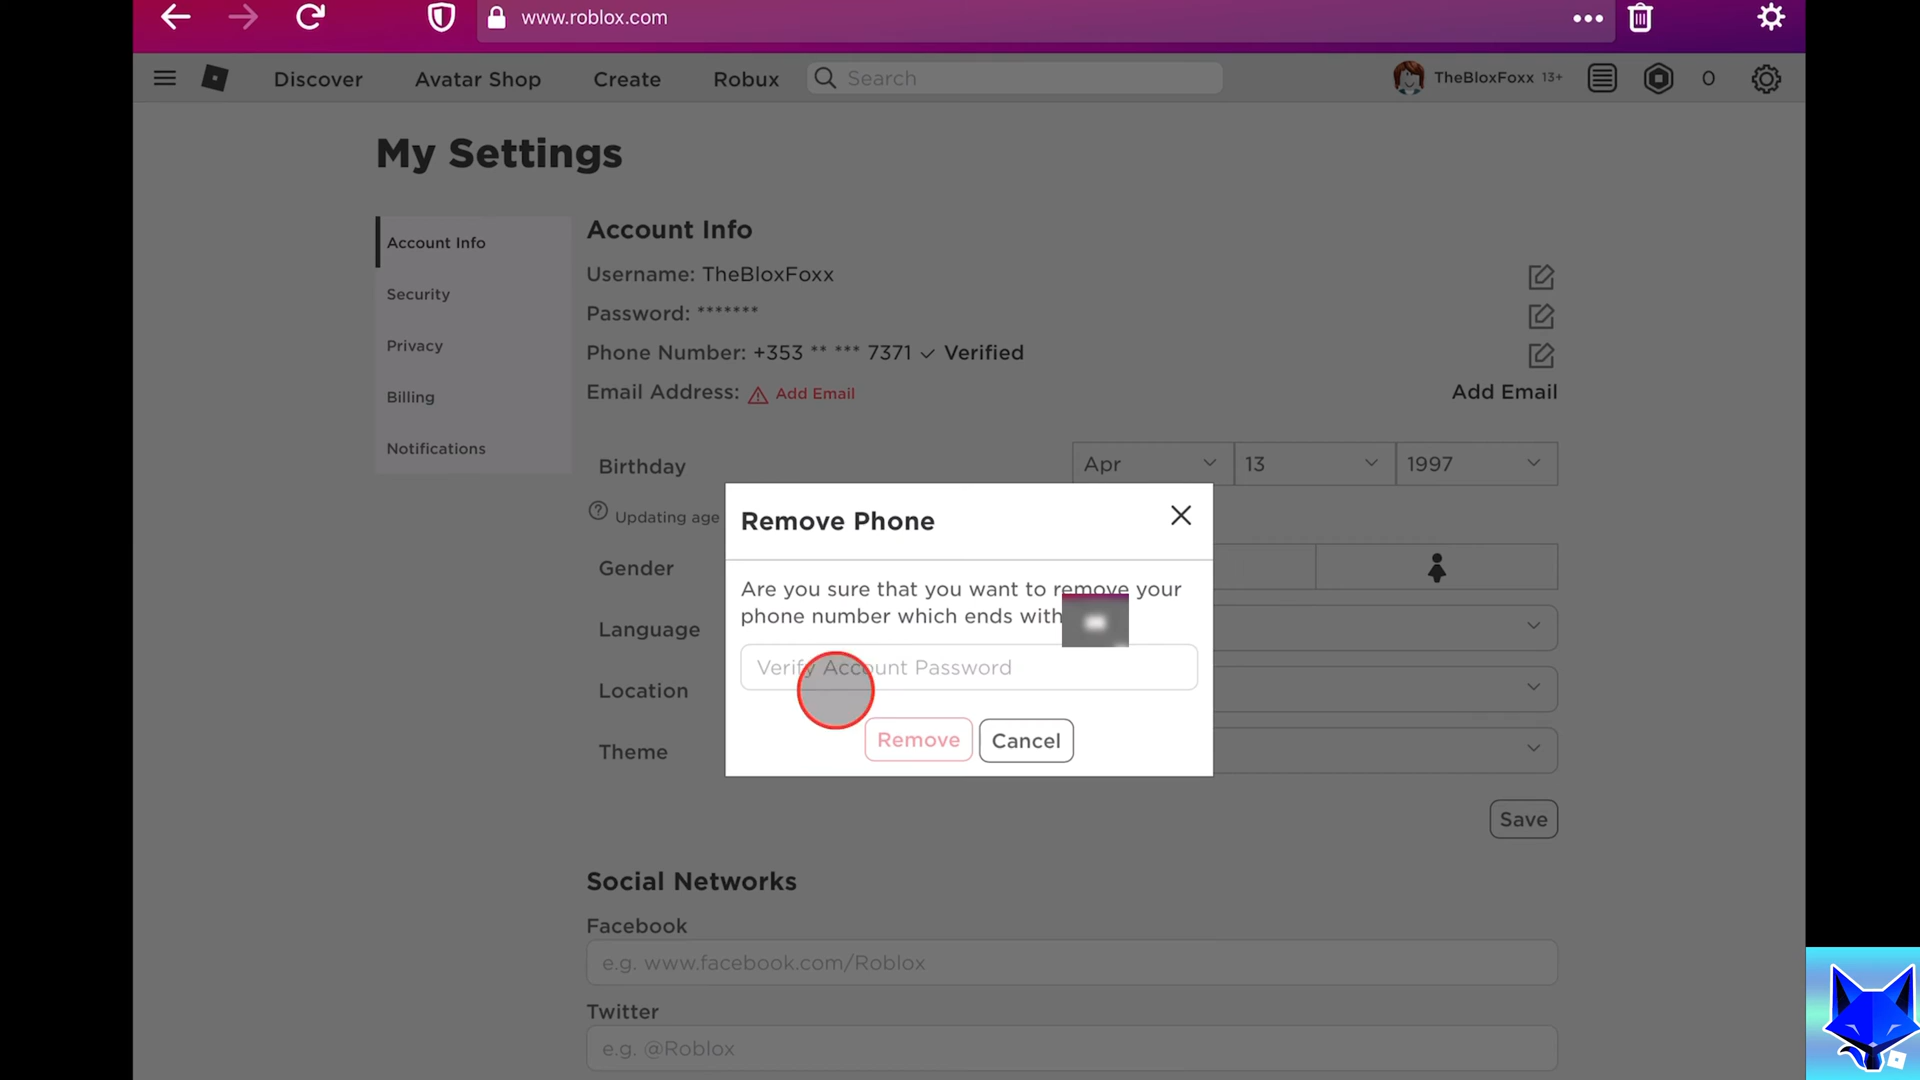 www.roblox.com
Discover Avatar Shop Create Robux Search TheBloxFoxx 13+ 0
My Settings
Account Info
Security
Privacy
Billing
Notifications
Account Info
Username: TheBloxFoxx
Password: *******
Phone Number: +353 ** *** 7371 Verified
Email Address: Add Email Add Email
Birthday Apr 13 1997
Updating age
Gender
Language
Location
Theme
Remove Phone
Are you sure that you want to remove your
phone number which ends with
Verify Account Password
Remove Cancel
Save
Social Networks
Facebook
e.g. www.facebook.com/Roblox
Twitter
e.g. @Roblox